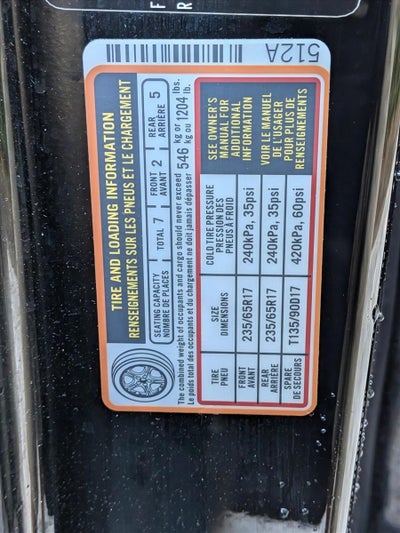 512A
TIRE AND LOADING INFORMATION
RENSEIGNEMENTS SUR LES PNEUS ET LE CHARGEMENT
SEATING CAPACITY
NOMBRE DE PLACES
TOTAL 7
FRONT
AVANT 2
REAR
ARRIÈRE 5
The combined weight of occupants and cargo should never exceed 546 kg or 1204 lbs.
Le poids total des occupants et du chargement ne doit jamais dépasser kg ou lb.
TIRE
PNEU
SIZE
DIMENSIONS
COLD TIRE PRESSURE
PRESSION DES
PNEUS À FROID
FRONT
AVANT
235/65R17
240kPa, 35psi
REAR
ARRIÈRE
235/65R17
240kPa, 35psi
SPARE
DE SECOURS
T135/90D17
420kPa, 60psi
SEE OWNER'S
MANUAL FOR
ADDITIONAL
INFORMATION
VOIR LE MANUEL
DE L'USAGER
POUR PLUS DE
RENSEIGNEMENTS
F
R